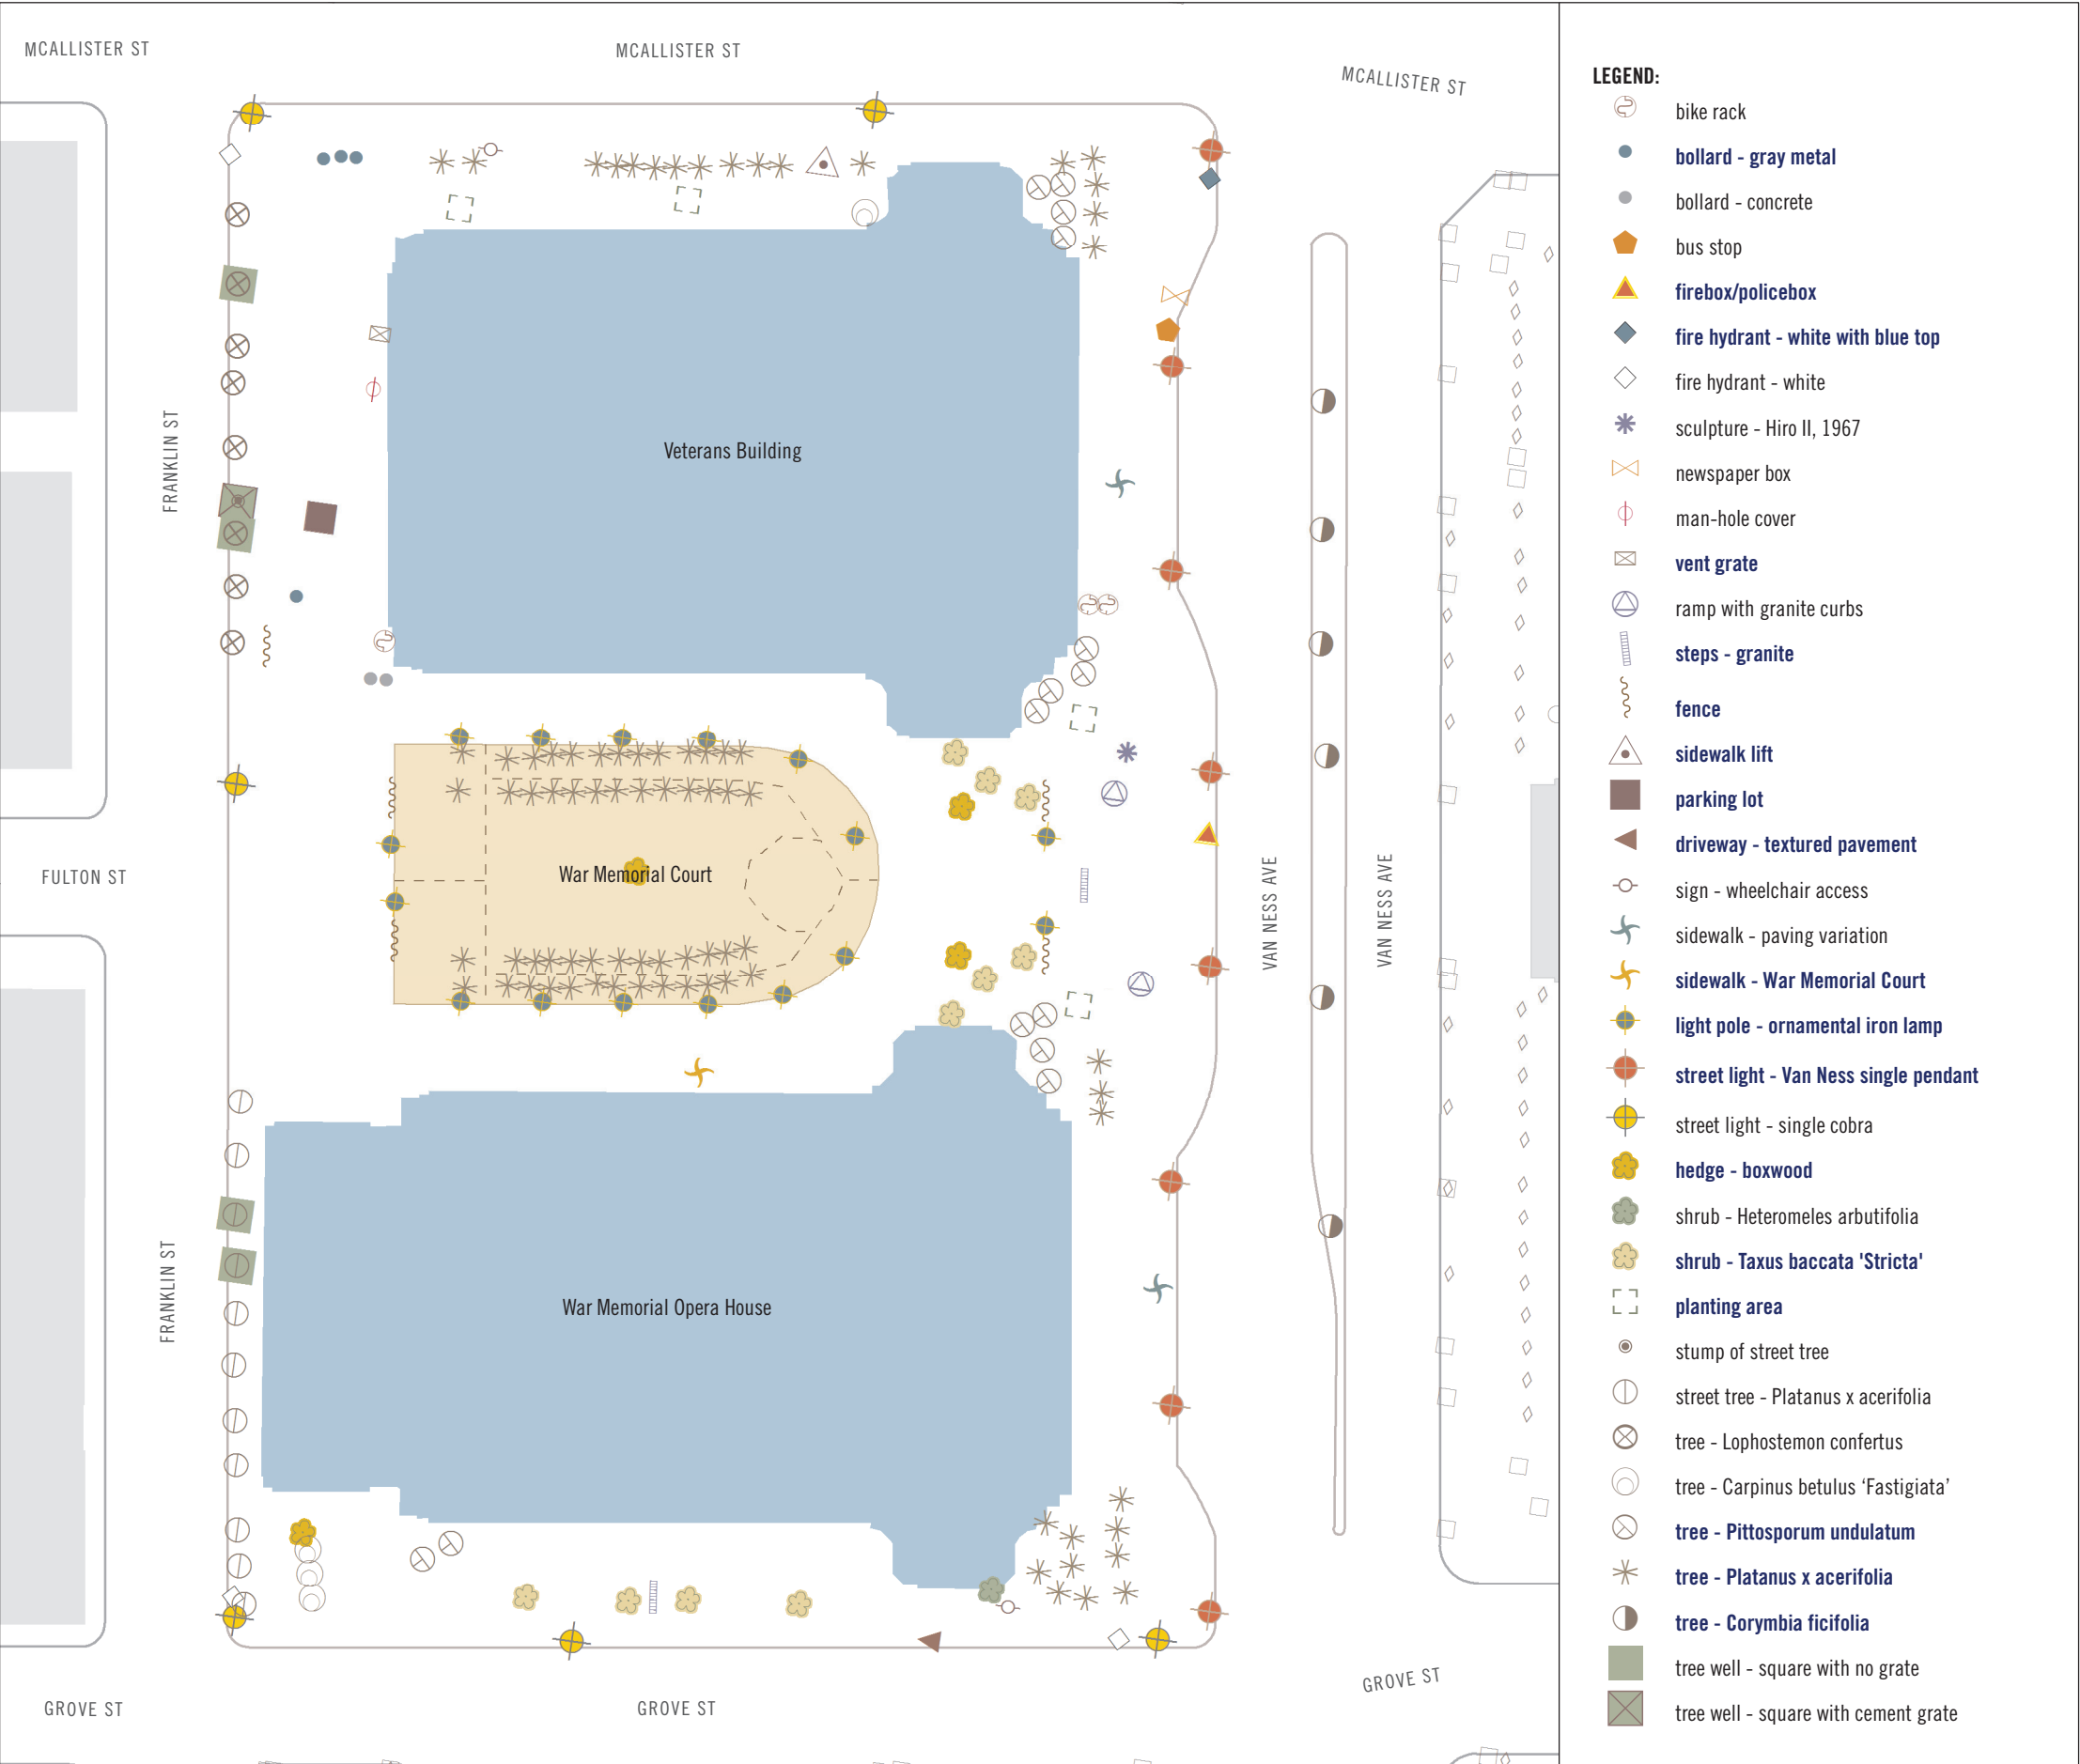 MCALLISTER ST
MCALLISTER ST
MCALLISTER ST
FRANKLIN ST
Veterans Building
FULTON ST
War Memorial Court
VAN NESS AVE
VAN NESS AVE
FRANKLIN ST
War Memorial Opera House
GROVE ST
GROVE ST
GROVE ST
LEGEND:
bike rack
bollard - gray metal
bollard - concrete
bus stop
firebox/policebox
fire hydrant - white with blue top
fire hydrant - white
sculpture - Hiro II, 1967
newspaper box
man-hole cover
vent grate
ramp with granite curbs
steps - granite
fence
sidewalk lift
parking lot
driveway - textured pavement
sign - wheelchair access
sidewalk - paving variation
sidewalk - War Memorial Court
light pole - ornamental iron lamp
street light - Van Ness single pendant
street light - single cobra
hedge - boxwood
shrub - Heteromeles arbutifolia
shrub - Taxus baccata 'Stricta'
planting area
stump of street tree
street tree - Platanus x acerifolia
tree - Lophostemon confertus
tree - Carpinus betulus ‘Fastigiata’
tree - Pittosporum undulatum
tree - Platanus x acerifolia
tree - Corymbia ficifolia
tree well - square with no grate
tree well - square with cement grate